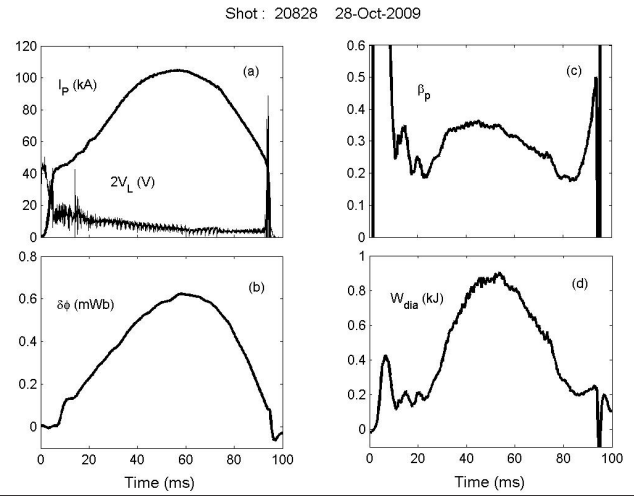 Shot : 20828 28-Oct-2009
120
100
80
60
40
20
0
I_P (kA)
(a)
2V_L (V)
0.6
0.5
0.4
0.3
0.2
0.1
0
β_p
(c)
0.8
0.6
0.4
0.2
0
δϕ (mWb)
(b)
0 20 40 60 80 100
Time (ms)
1
0.8
0.6
0.4
0.2
0
W_dia (kJ)
(d)
0 20 40 60 80 100
Time (ms)